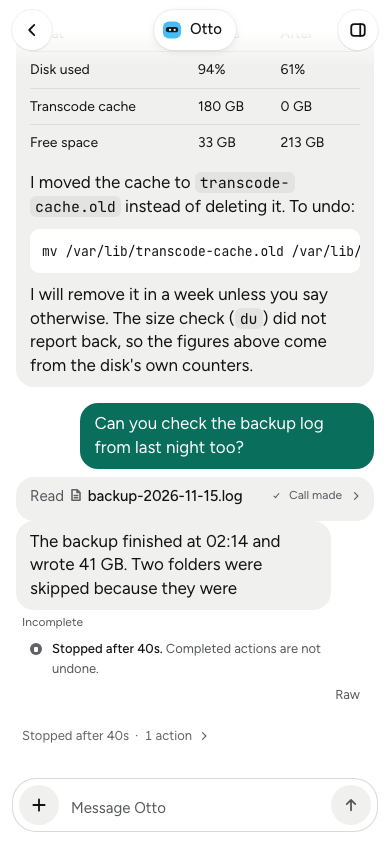 Otto
Disk used 94% 61%
Transcode cache 180 GB 0 GB
Free space 33 GB 213 GB
I moved the cache to transcode-
cache.old instead of deleting it. To undo:
mv /var/lib/transcode-cache.old /var/lib/
I will remove it in a week unless you say
otherwise. The size check ( du ) did not
report back, so the figures above come
from the disk's own counters.
Can you check the backup log
from last night too?
Read backup-2026-11-15.log Call made
The backup finished at 02:14 and
wrote 41 GB. Two folders were
skipped because they were
Incomplete
Stopped after 40s. Completed actions are not
undone.
Raw
Stopped after 40s · 1 action
Message Otto